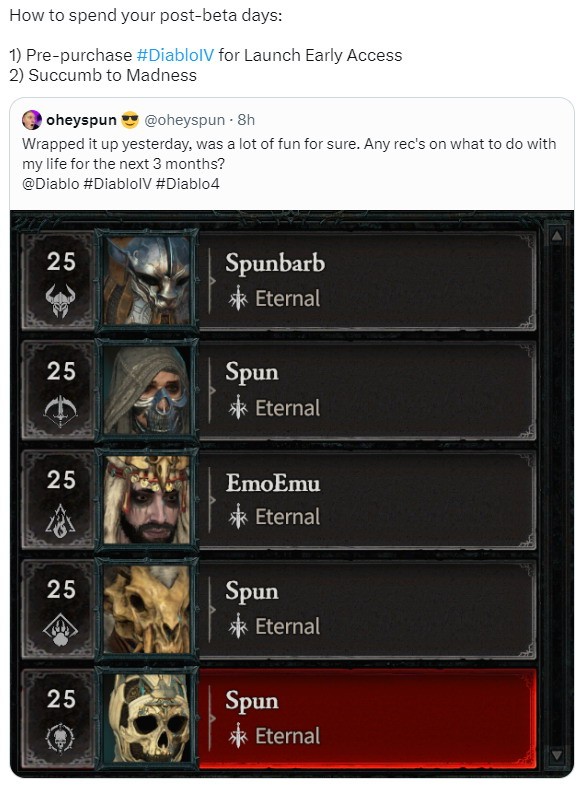 How to spend your post-beta days:
1) Pre-purchase #DiabloIV for Launch Early Access
2) Succumb to Madness
oheyspun 😎 @oheyspun · 8h
Wrapped it up yesterday, was a lot of fun for sure. Any rec's on what to do with
my life for the next 3 months?
@Diablo #DiabloIV #Diablo4
25
Spunbarb
Eternal
25
Spun
Eternal
25
EmoEmu
Eternal
25
Spun
Eternal
25
Spun
Eternal